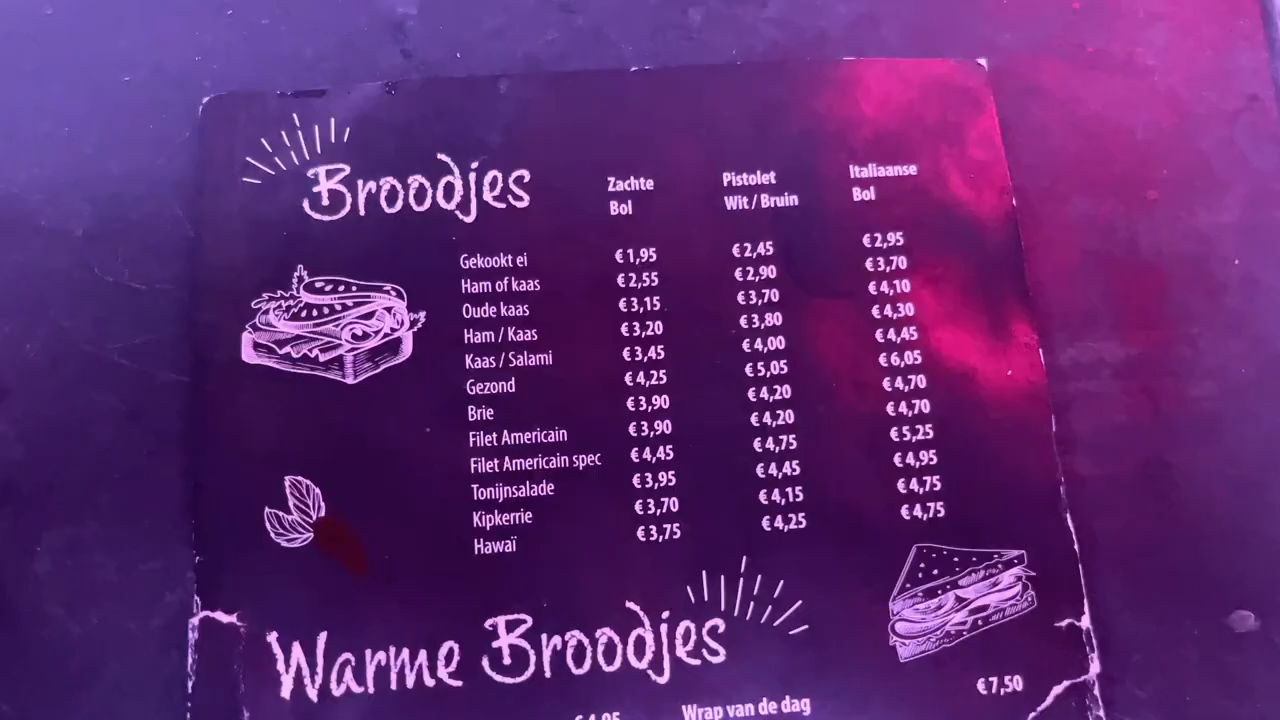 Broodjes
Zachte Bol
Pistolet Wit / Bruin
Italiaanse Bol
Gekookt ei €1,95 €2,45 €2,95
Ham of kaas €2,55 €2,90 €3,70
Oude kaas €3,15 €3,70 €4,10
Ham / Kaas €3,20 €3,80 €4,30
Kaas / Salami €3,45 €4,00 €4,45
Gezond €4,25 €5,05 €6,05
Brie €3,90 €4,20 €4,70
Filet Americain €3,90 €4,20 €4,70
Filet Americain spec €4,45 €4,75 €5,25
Tonijnsalade €3,95 €4,45 €4,95
Kipkerrie €3,70 €4,15 €4,75
Hawaï €3,75 €4,25 €4,75
Warme Broodjes
Wrap van de dag €7,50